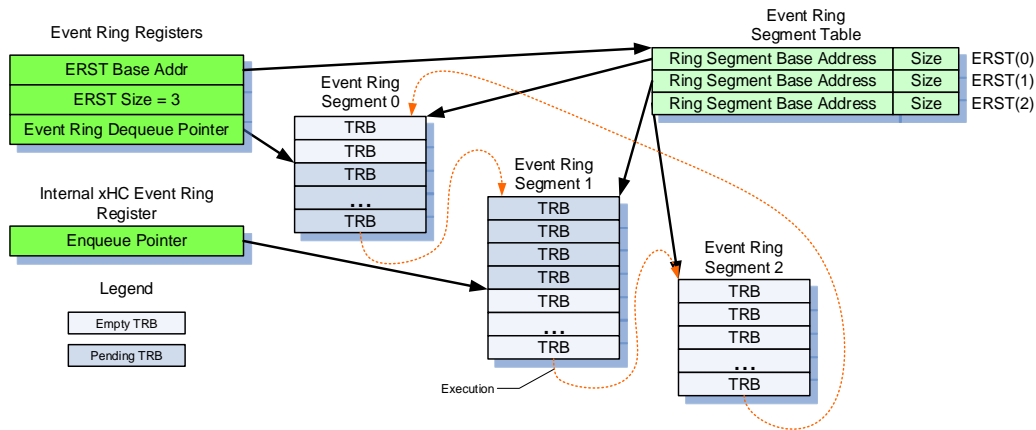 Event Ring Registers
ERST Base Addr
ERST Size = 3
Event Ring Dequeue Pointer
Internal xHC Event Ring
Register
Enqueue Pointer
Legend
Empty TRB
Pending TRB
Event Ring
Segment 0
TRB
TRB
TRB
...
TRB
Event Ring
Segment 1
TRB
TRB
TRB
TRB
TRB
...
TRB
Execution
Event Ring
Segment Table
Ring Segment Base Address Size ERST(0)
Ring Segment Base Address Size ERST(1)
Ring Segment Base Address Size ERST(2)
Event Ring
Segment 2
TRB
TRB
TRB
...
TRB